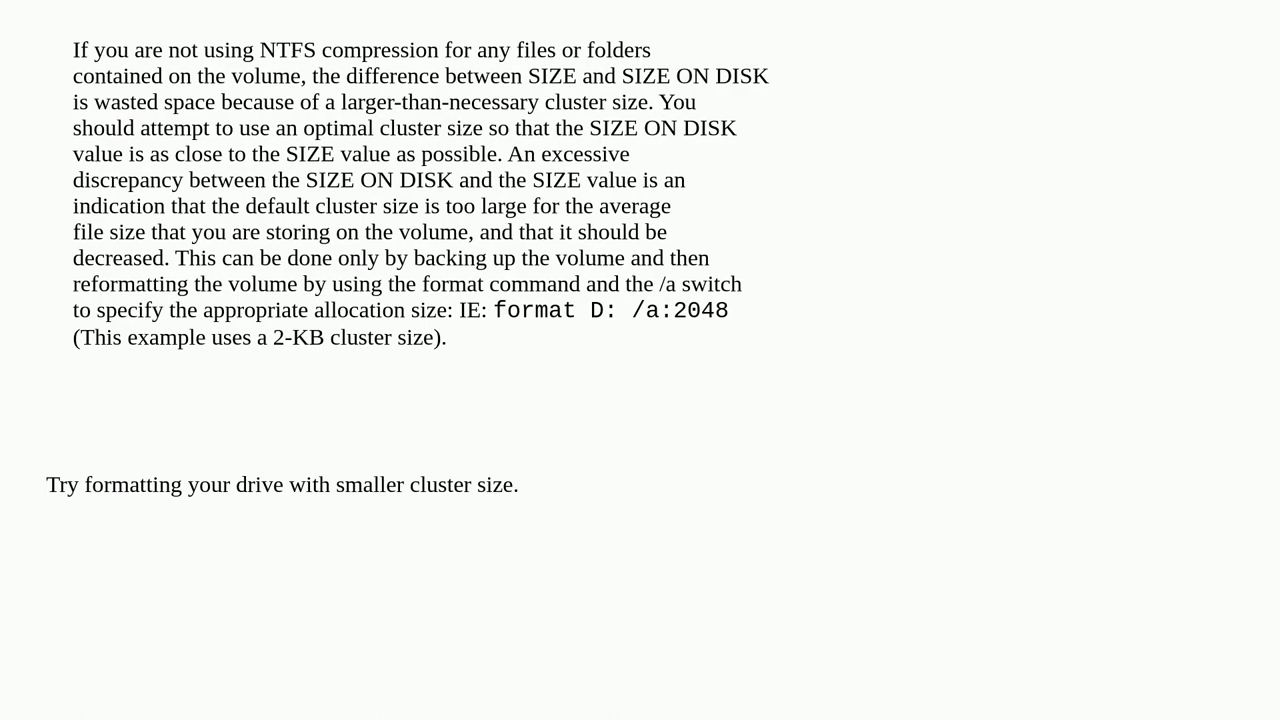 If you are not using NTFS compression for any files or folders
contained on the volume, the difference between SIZE and SIZE ON DISK
is wasted space because of a larger-than-necessary cluster size. You
should attempt to use an optimal cluster size so that the SIZE ON DISK
value is as close to the SIZE value as possible. An excessive
discrepancy between the SIZE ON DISK and the SIZE value is an
indication that the default cluster size is too large for the average
file size that you are storing on the volume, and that it should be
decreased. This can be done only by backing up the volume and then
reformatting the volume by using the format command and the /a switch
to specify the appropriate allocation size: IE: format D: /a:2048
(This example uses a 2-KB cluster size).
Try formatting your drive with smaller cluster size.